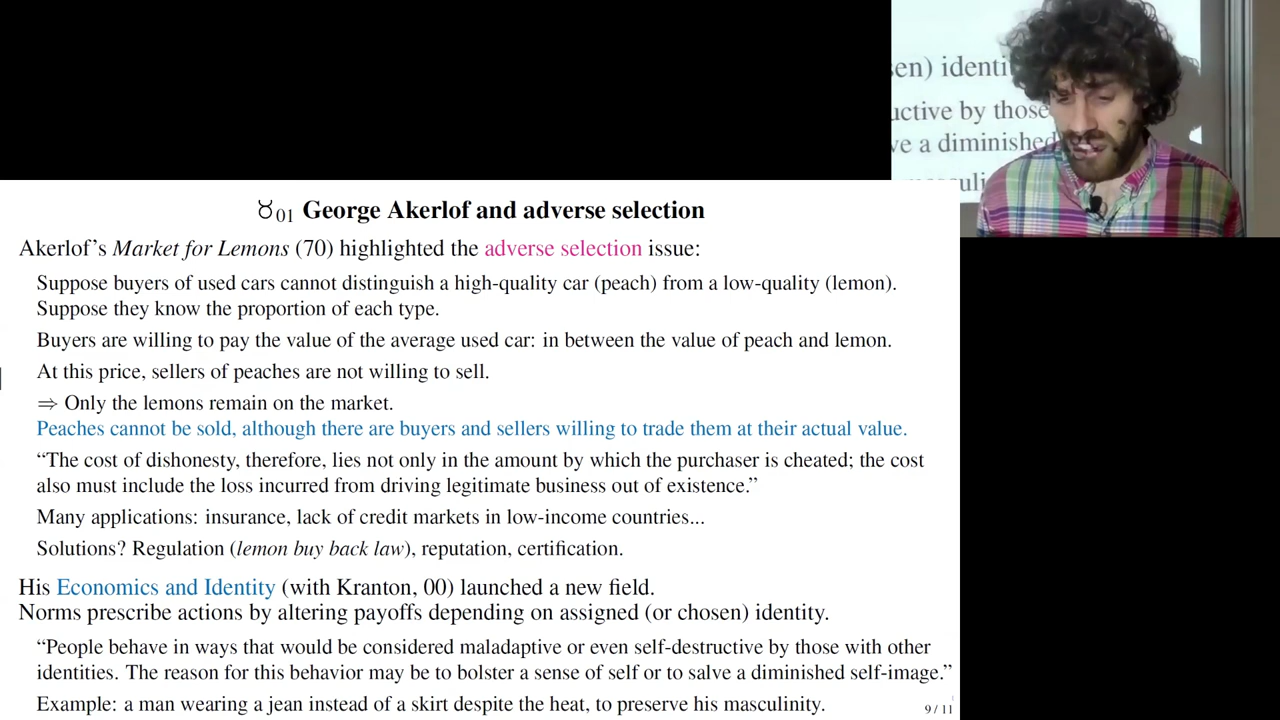 sen) identi
uctive by those
ve a diminished
♉01 George Akerlof and adverse selection
Akerlof’s Market for Lemons (70) highlighted the adverse selection issue:
Suppose buyers of used cars cannot distinguish a high-quality car (peach) from a low-quality (lemon).
Suppose they know the proportion of each type.
Buyers are willing to pay the value of the average used car: in between the value of peach and lemon.
At this price, sellers of peaches are not willing to sell.
⇒ Only the lemons remain on the market.
Peaches cannot be sold, although there are buyers and sellers willing to trade them at their actual value.
“The cost of dishonesty, therefore, lies not only in the amount by which the purchaser is cheated; the cost
also must include the loss incurred from driving legitimate business out of existence.”
Many applications: insurance, lack of credit markets in low-income countries...
Solutions? Regulation (lemon buy back law), reputation, certification.
His Economics and Identity (with Kranton, 00) launched a new field.
Norms prescribe actions by altering payoffs depending on assigned (or chosen) identity.
“People behave in ways that would be considered maladaptive or even self-destructive by those with other
identities. The reason for this behavior may be to bolster a sense of self or to salve a diminished self-image.”
Example: a man wearing a jean instead of a skirt despite the heat, to preserve his masculinity.
9 / 11